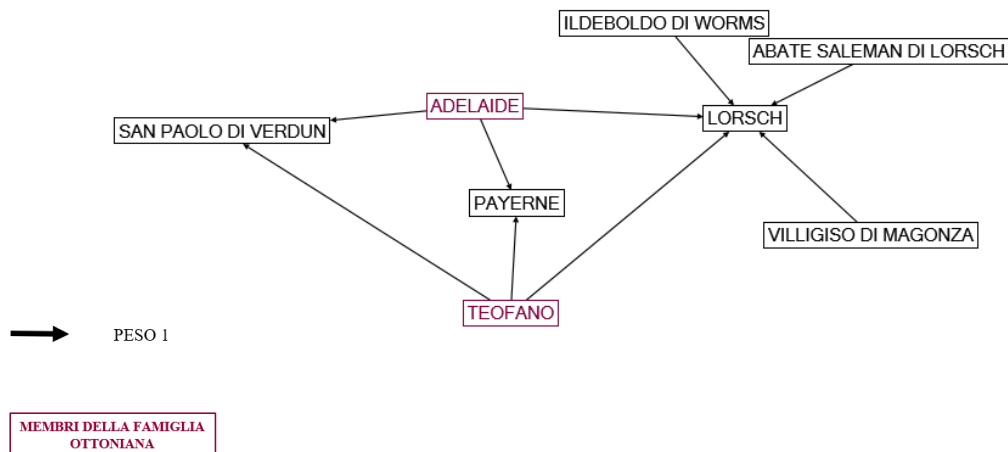 ILDEBOLDO DI WORMS
ABATE SALEMAN DI LORSCH
ADELAIDE
LORSCH
SAN PAOLO DI VERDUN
PAYERNE
VILLIGISO DI MAGONZA
TEOFANO
PESO 1
MEMBRI DELLA FAMIGLIA
OTTONIANA